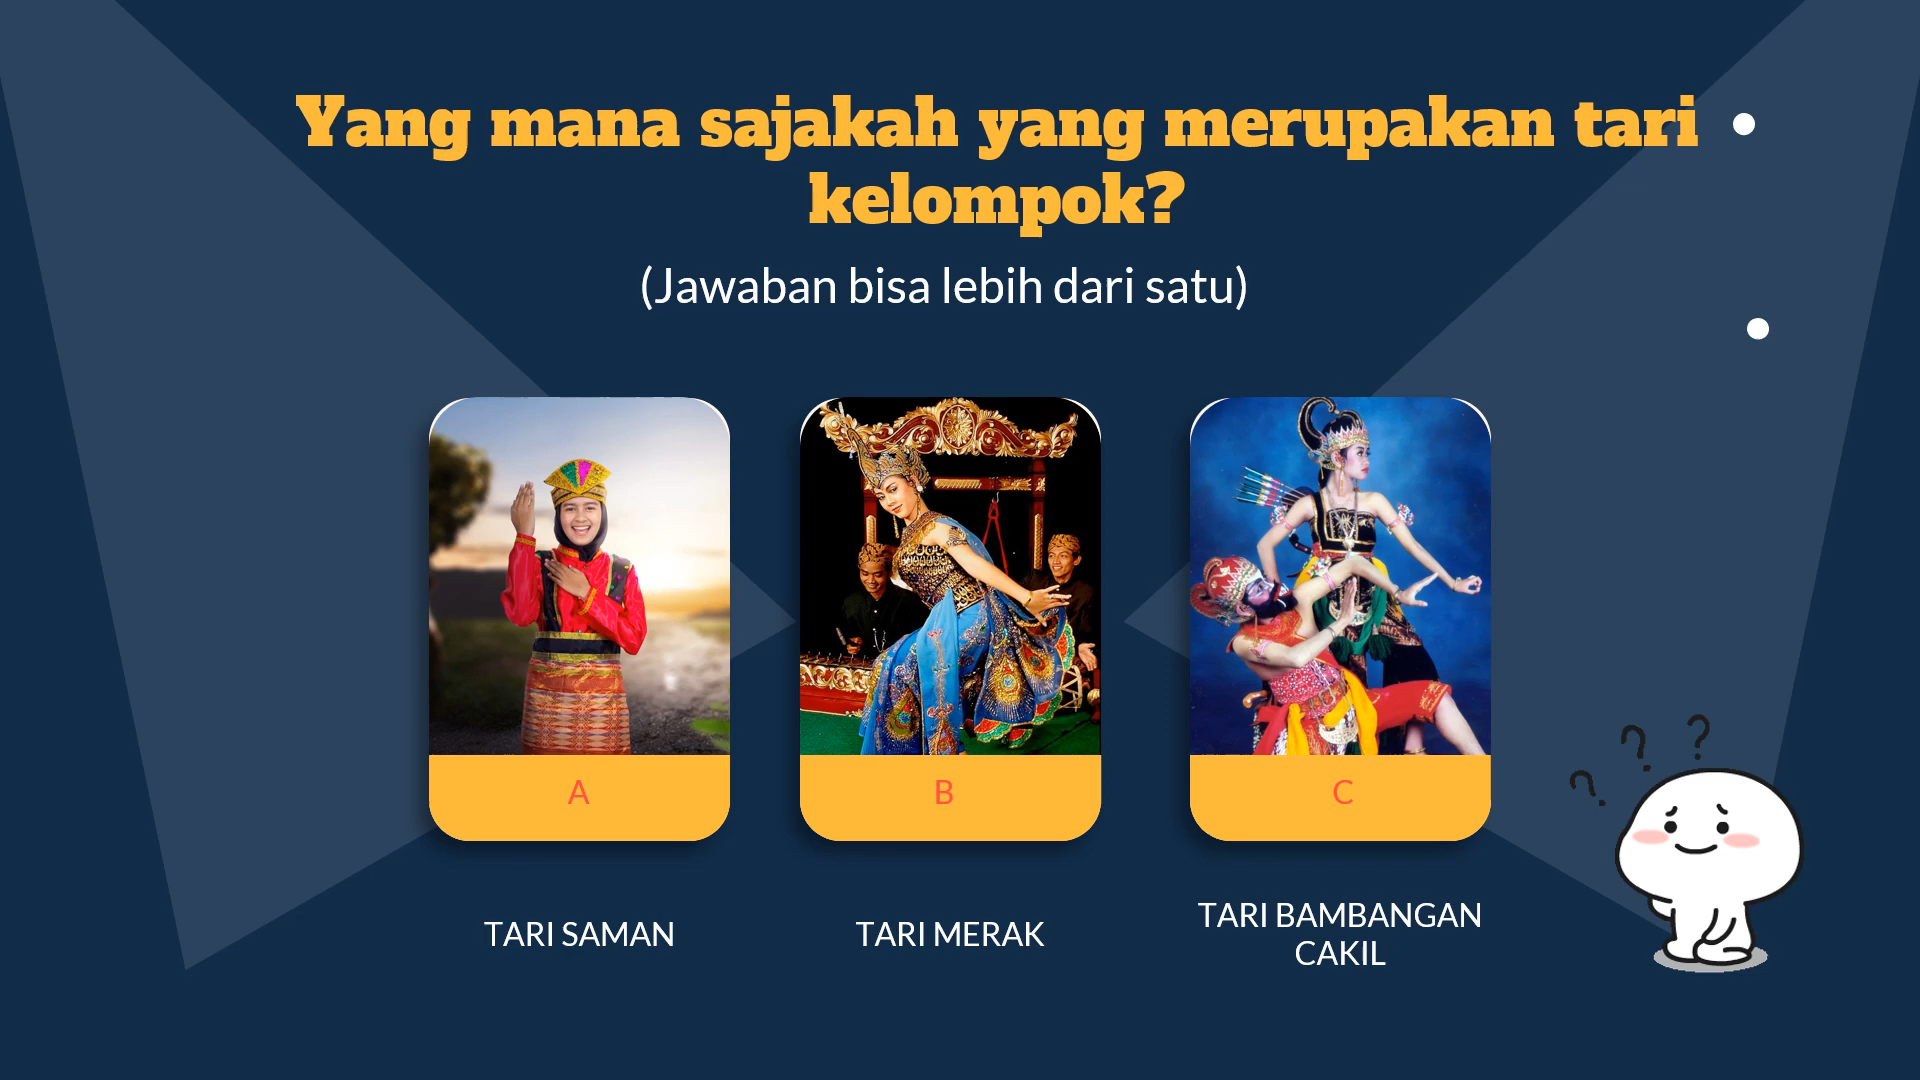 Yang mana sajakah yang merupakan tari
kelompok?
(Jawaban bisa lebih dari satu)
A
B
C
TARI SAMAN
TARI MERAK
TARI BAMBANGAN
CAKIL
? ? ?